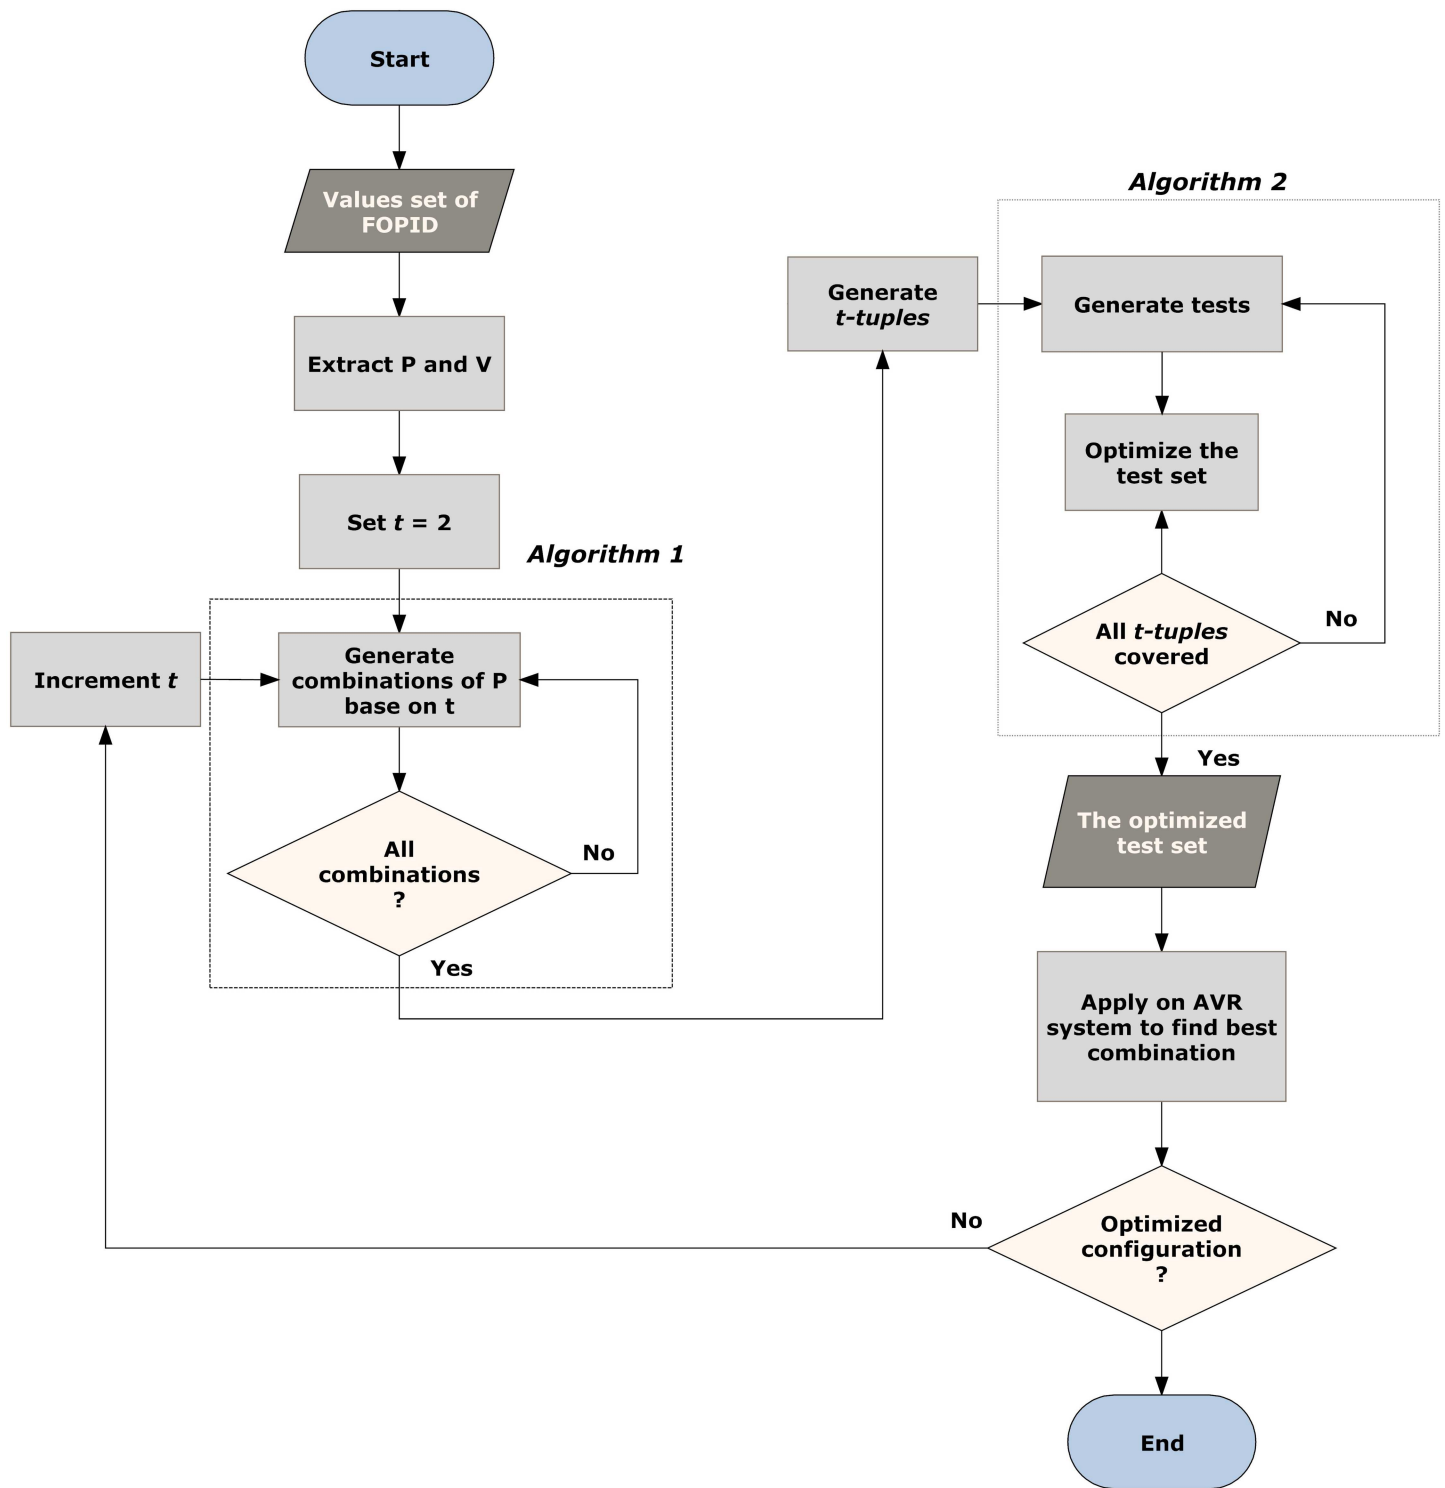 Start
Values set of
FOPID
Extract P and V
Set t = 2
Algorithm 1
Increment t
Generate
combinations of P
base on t
All
combinations
?
No
Yes
Generate
t-tuples
Algorithm 2
Generate tests
Optimize the
test set
All t-tuples
covered
No
Yes
The optimized
test set
Apply on AVR
system to find best
combination
Optimized
configuration
?
No
End